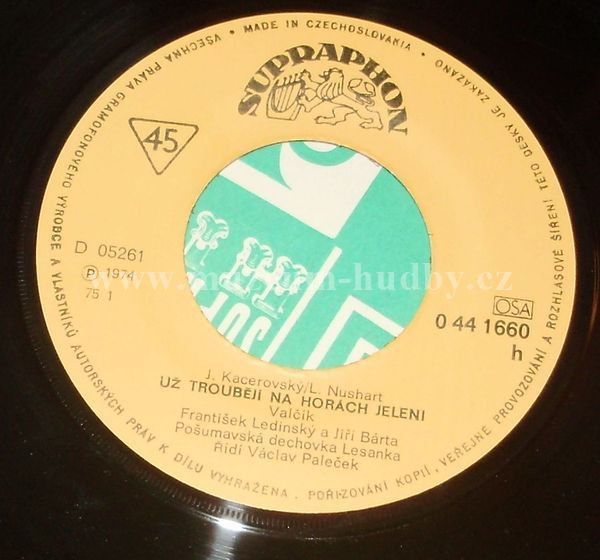 VŠECHNA PRÁVA GRAMOFONOVÉHO VÝROBCE A VLASTNÍKŮ AUTORSKÝCH PRÁV K DÍLU VYHRAŽENA. POŘIZOVÁNÍ KOPIÍ, VEŘEJNÉ PROVOZOVÁNÍ A ROZHLASOVÉ ŠÍŘENÍ TÉTO DESKY JE ZAKÁZÁNO • MADE IN CZECHOSLOVAKIA •
SUPRAPHON
45
D 05261
Ⓟ 1974
75 1
www.muzeum-hudby.cz
OSA
0 44 1660
h
SUP
J. Kacerovský/L. Nushart
UŽ TROUBĚJÍ NA HORÁCH JELENI
Valčík
František Ledinský a Jiří Bárta
Pošumavská dechovka Lesanka
Řídí Václav Paleček